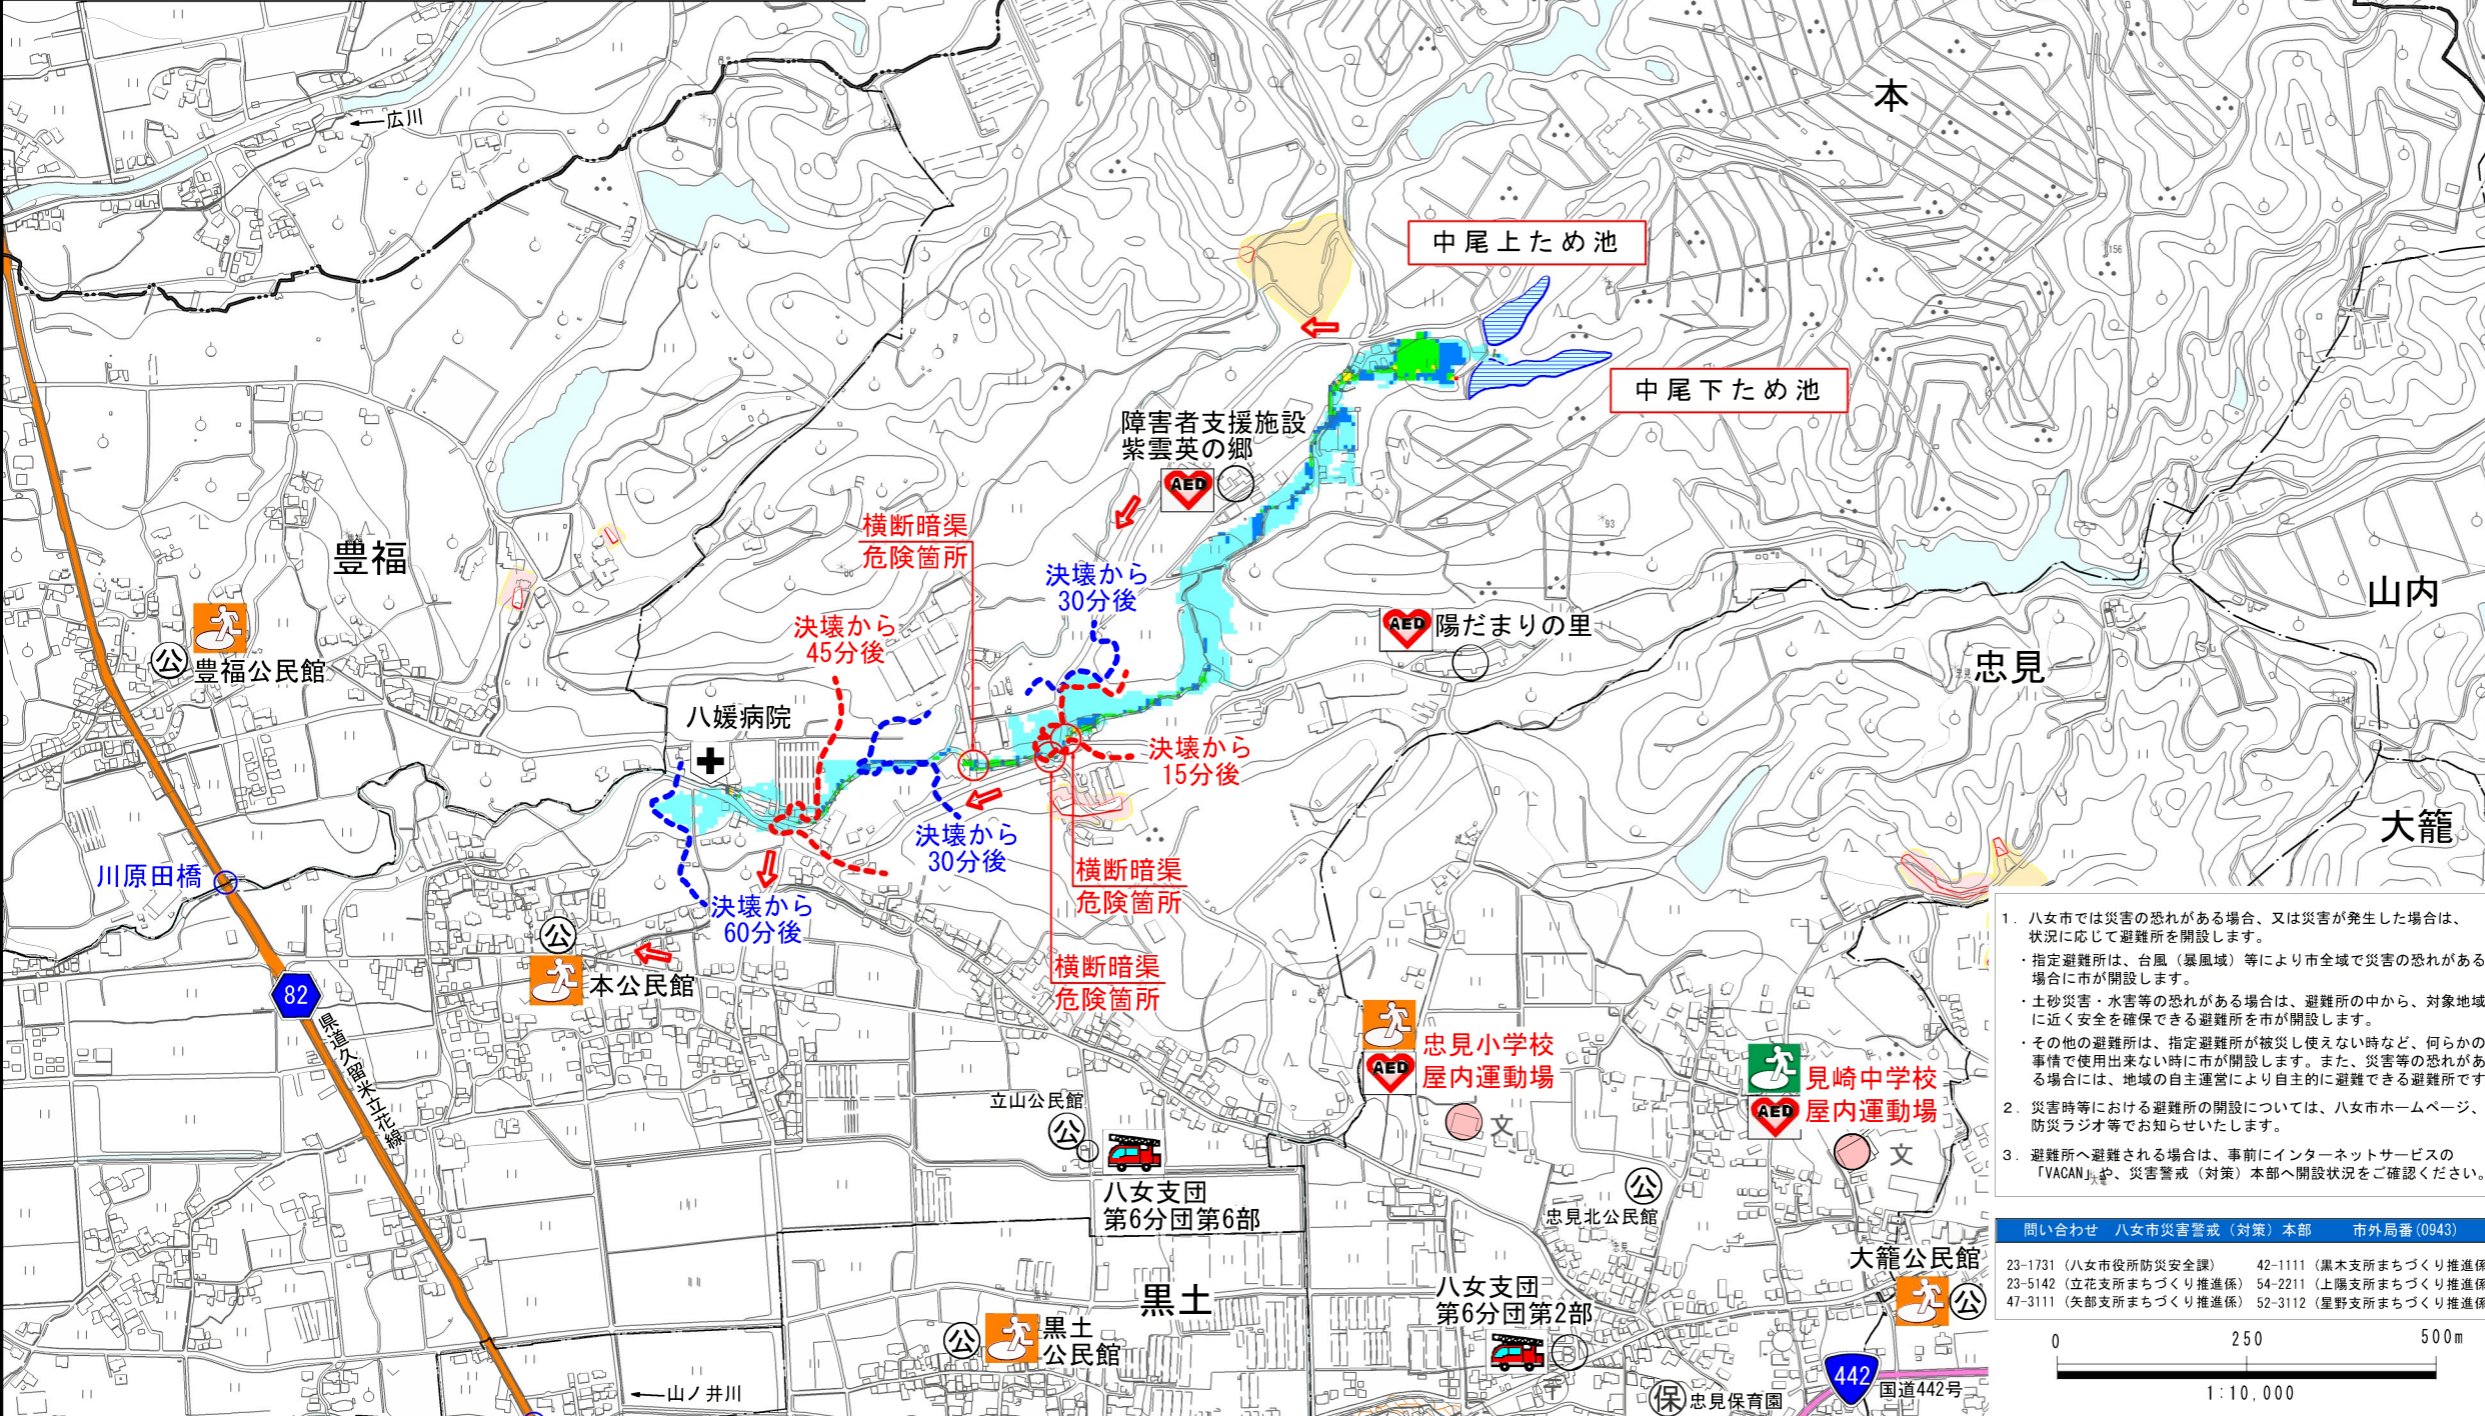 ←広川
本
中尾上ため池
中尾下ため池
障害者支援施設
紫雲英の郷
AED
横断暗渠
危険箇所
決壊から
30分後
豊福
決壊から
45分後
AED
陽だまりの里
山内
忠見
公
豊福公民館
八媛病院
決壊から
15分後
大籠
川原田橋
決壊から
30分後
横断暗渠
危険箇所
決壊から
60分後
公
本公民館
横断暗渠
危険箇所
82
県道久留米立花線
忠見小学校
屋内運動場
AED
文
見崎中学校
屋内運動場
AED
文
立山公民館
公
八女支団
第6分団第6部
公
忠見北公民館
黒土
公
黒土
公民館
八女支団
第6分団第2部
大籠公民館
公
←山ノ井川
保 忠見保育園
442
国道442号
77
156
93
1. 八女市では災害の恐れがある場合、又は災害が発生した場合は、
状況に応じて避難所を開設します。
・指定避難所は、台風（暴風域）等により市全域で災害の恐れがある
場合に市が開設します。
・土砂災害・水害等の恐れがある場合は、避難所の中から、対象地域
に近く安全を確保できる避難所を市が開設します。
・その他の避難所は、指定避難所が被災し使えない時など、何らかの
事情で使用出来ない時に市が開設します。また、災害等の恐れがあ
る場合には、地域の自主運営により自主的に避難できる避難所です
2. 災害時等における避難所の開設については、八女市ホームページ、
防災ラジオ等でお知らせいたします。
3. 避難所へ避難される場合は、事前にインターネットサービスの
「VACAN」や、災害警戒（対策）本部へ開設状況をご確認ください。
問い合わせ 八女市災害警戒（対策）本部 市外局番(0943)
23-1731（八女市役所防災安全課） 42-1111（黒木支所まちづくり推進係
23-5142（立花支所まちづくり推進係） 54-2211（上陽支所まちづくり推進係
47-3111（矢部支所まちづくり推進係） 52-3112（星野支所まちづくり推進係
0 250 500m
1:10,000